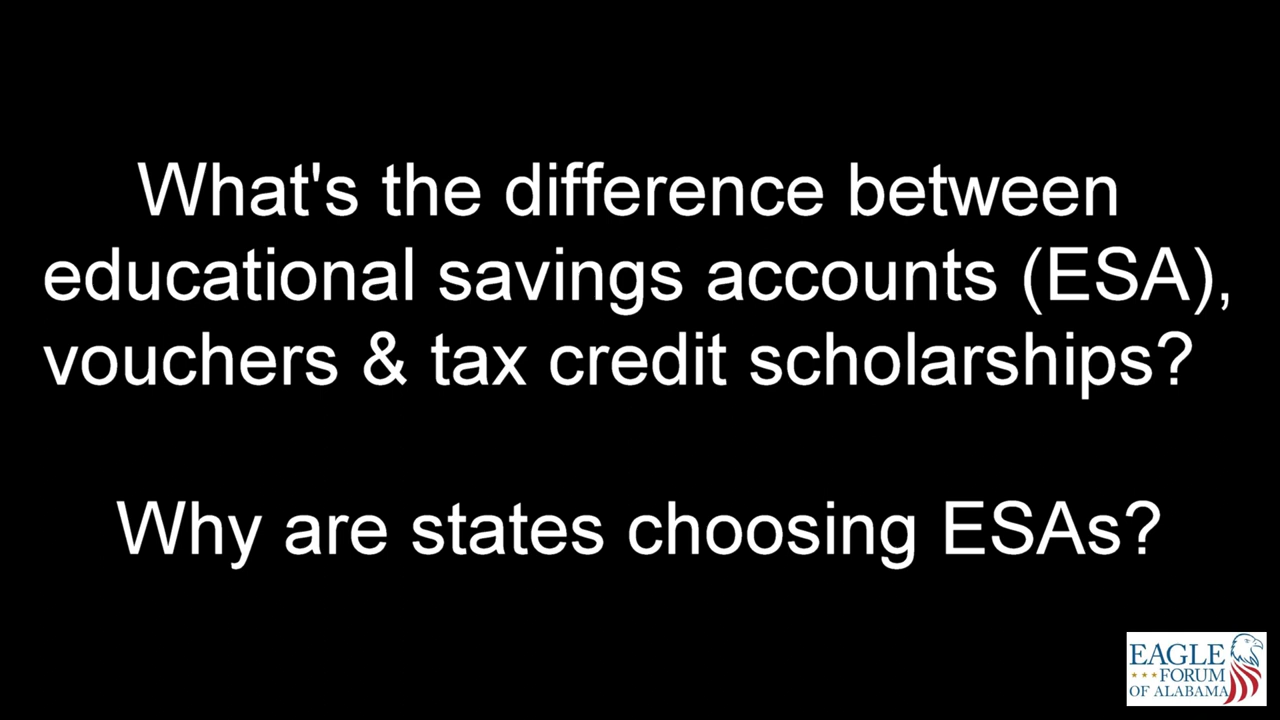 What's the difference between
educational savings accounts (ESA),
vouchers & tax credit scholarships?
Why are states choosing ESAs?
EAGLE
FORUM
OF ALABAMA